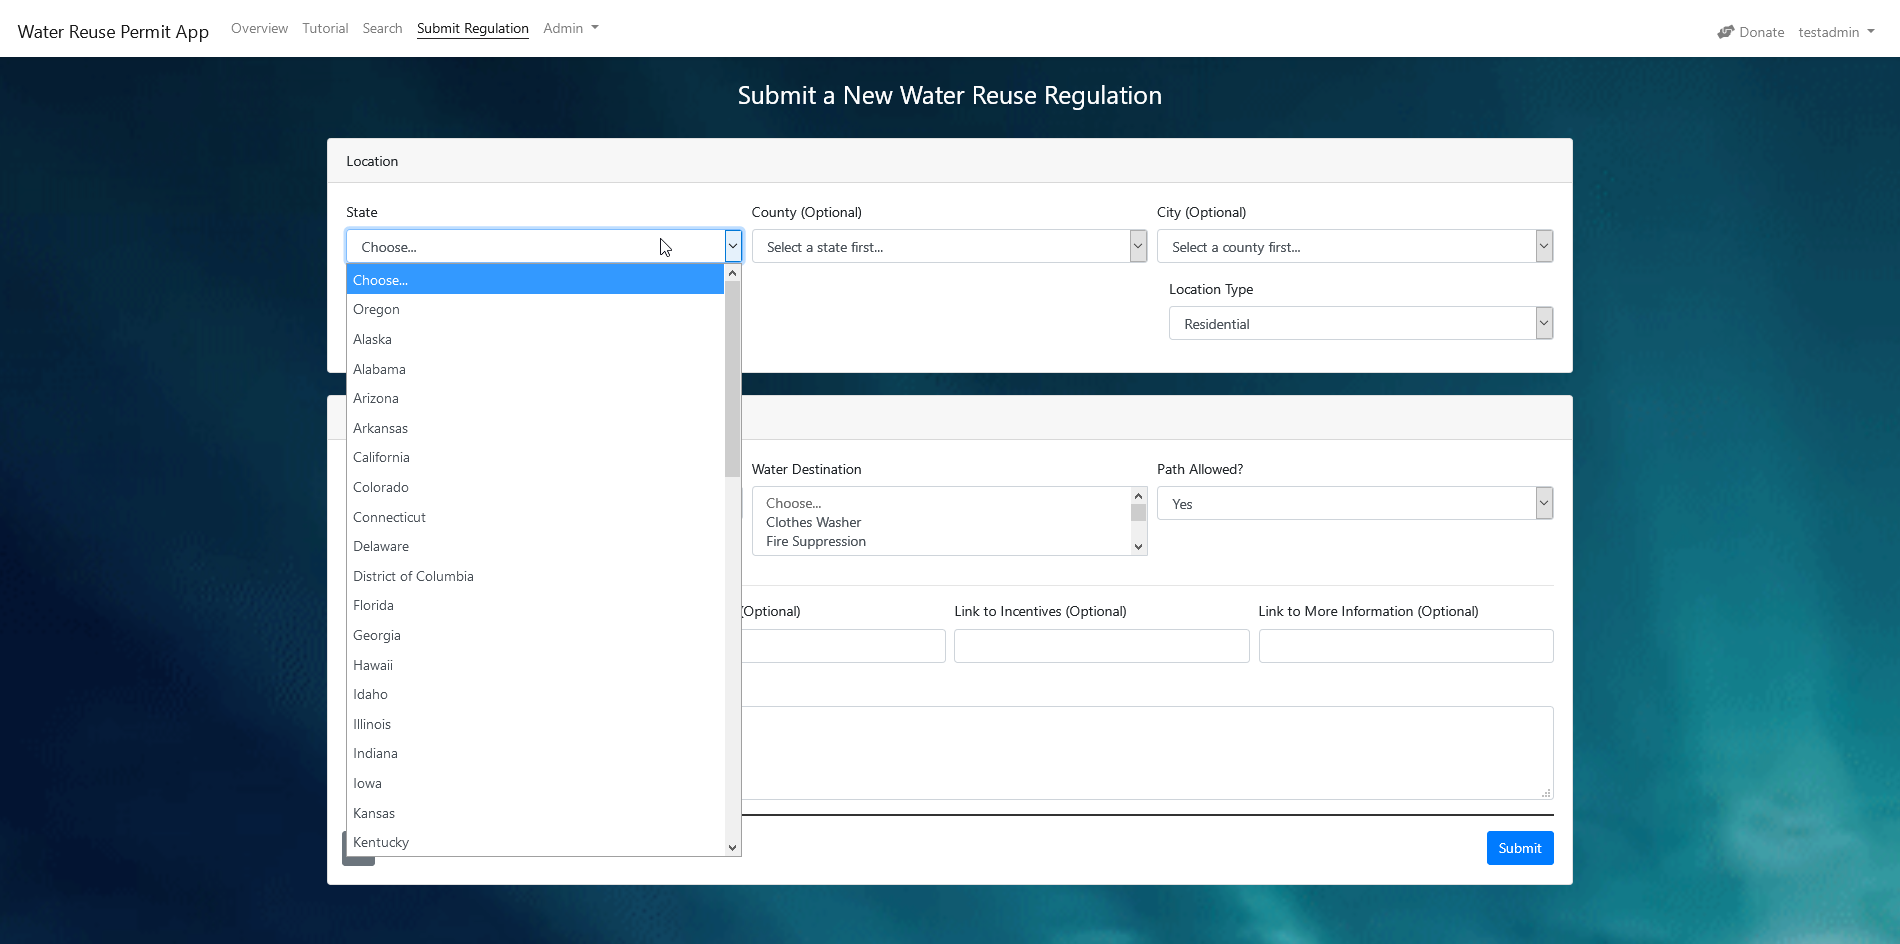 Water Reuse Permit App Overview Tutorial Search Submit Regulation Admin Donate testadmin
Submit a New Water Reuse Regulation
Location
State County (Optional) City (Optional)
Choose... Select a state first... Select a county first...
Choose...
Location Type
Oregon
Residential
Alaska
Alabama
Arizona
Arkansas
California
Water Destination Path Allowed?
Colorado
Choose... Yes
Connecticut
Clothes Washer
Delaware
Fire Suppression
District of Columbia
Florida
(Optional) Link to Incentives (Optional) Link to More Information (Optional)
Georgia
Hawaii
Idaho
Illinois
Indiana
Iowa
Kansas
Kentucky
Submit